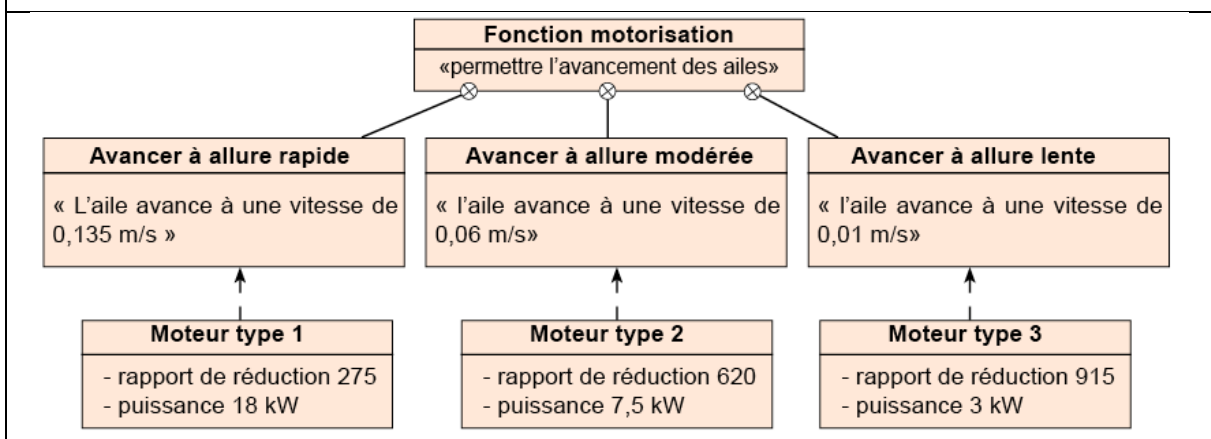 Fonction motorisation
«permettre l'avancement des ailes»
Avancer à allure rapide
« L'aile avance à une vitesse de
0,135 m/s »
Avancer à allure modérée
« l'aile avance à une vitesse de
0,06 m/s»
Avancer à allure lente
« l'aile avance à une vitesse de
0,01 m/s»
Moteur type 1
- rapport de réduction 275
- puissance 18 kW
Moteur type 2
- rapport de réduction 620
- puissance 7,5 kW
Moteur type 3
- rapport de réduction 915
- puissance 3 kW